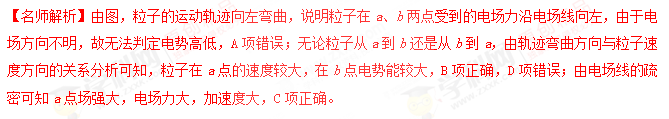 【名师解析】由图，粒子的运动轨迹向左弯曲，说明粒子在 a、b 两点受到的电场力沿电场线向左，由于电
场方向不明，故无法判定电势高低，A 项错误；无论粒子从 a 到 b 还是从 b 到 a，由轨迹弯曲方向与粒子速
度方向的关系分析可知，粒子在 a 点的速度较大，在 b 点电势能较大，B 项正确，D 项错误；由电场线的疏
密可知 a 点场强大，电场力大，加速度大，C 项正确。